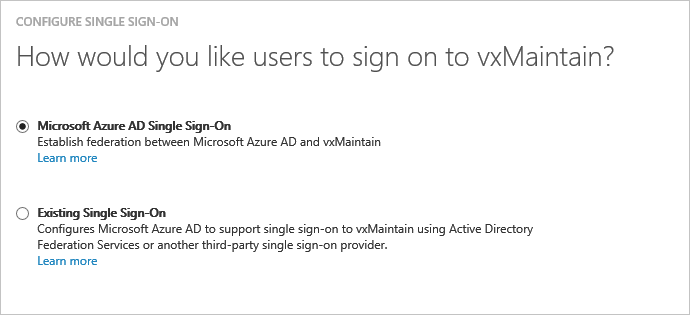 CONFIGURE SINGLE SIGN-ON
How would you like users to sign on to vxMaintain?
Microsoft Azure AD Single Sign-On
Establish federation between Microsoft Azure AD and vxMaintain
Learn more
Existing Single Sign-On
Configures Microsoft Azure AD to support single sign-on to vxMaintain using Active Directory
Federation Services or another third-party single sign-on provider.
Learn more